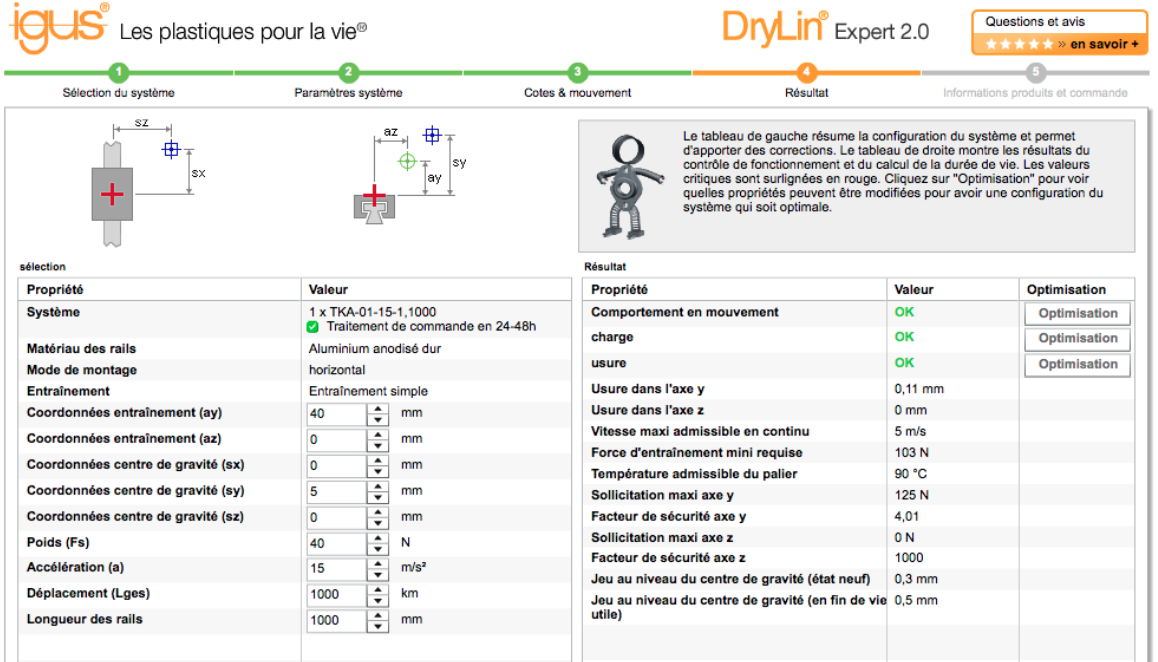 igus® Les plastiques pour la vie®
DryLin® Expert 2.0
Questions et avis
» en savoir +
1 2 3 4 5
Sélection du système Paramètres système Cotes & mouvement Résultat Informations produits et commande
sz
sx
az
sy
ay
Le tableau de gauche résume la configuration du système et permet
d'apporter des corrections. Le tableau de droite montre les résultats du
contrôle de fonctionnement et du calcul de la durée de vie. Les valeurs
critiques sont surlignées en rouge. Cliquez sur "Optimisation" pour voir
quelles propriétés peuvent être modifiées pour avoir une configuration du
système qui soit optimale.
sélection
Propriété Valeur
Système 1 x TKA-01-15-1,1000
Traitement de commande en 24-48h
Matériau des rails Aluminium anodisé dur
Mode de montage horizontal
Entraînement Entraînement simple
Coordonnées entraînement (ay) 40 mm
Coordonnées entraînement (az) 0 mm
Coordonnées centre de gravité (sx) 0 mm
Coordonnées centre de gravité (sy) 5 mm
Coordonnées centre de gravité (sz) 0 mm
Poids (Fs) 40 N
Accélération (a) 15 m/s²
Déplacement (Lges) 1000 km
Longueur des rails 1000 mm
Résultat
Propriété Valeur Optimisation
Comportement en mouvement OK Optimisation
charge OK Optimisation
usure OK Optimisation
Usure dans l'axe y 0,11 mm
Usure dans l'axe z 0 mm
Vitesse maxi admissible en continu 5 m/s
Force d'entraînement mini requise 103 N
Température admissible du palier 90 °C
Sollicitation maxi axe y 125 N
Facteur de sécurité axe y 4,01
Sollicitation maxi axe z 0 N
Facteur de sécurité axe z 1000
Jeu au niveau du centre de gravité (état neuf) 0,3 mm
Jeu au niveau du centre de gravité (en fin de vie 0,5 mm
utile)